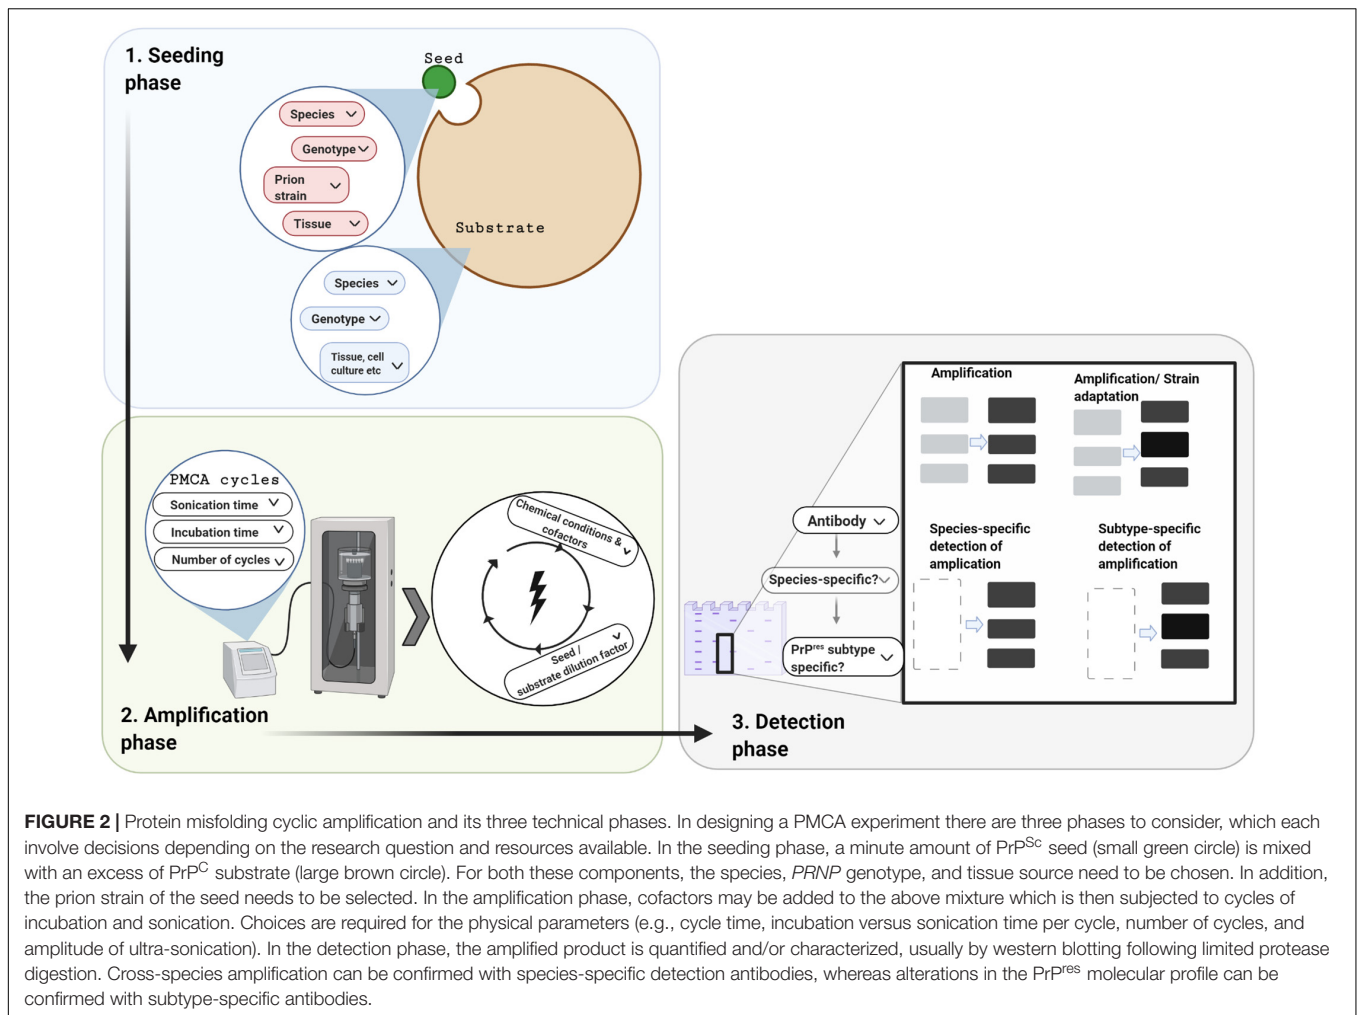 1. Seeding
phase
Seed
Species
Genotype
Prion
strain
Tissue
Substrate
Species
Genotype
Tissue, cell
culture etc
PMCA cycles
Sonication time
Incubation time
Number of cycles
Chemical conditions &
cofactors
Seed /
substrate dilution factor
2. Amplification
phase
3. Detection
phase
Antibody
Species-specific?
PrPres subtype
specific?
Amplification
Amplification/ Strain
adaptation
Species-specific
detection of
amplication
Subtype-specific
detection of
amplification
FIGURE 2 | Protein misfolding cyclic amplification and its three technical phases. In designing a PMCA experiment there are three phases to consider, which each
involve decisions depending on the research question and resources available. In the seeding phase, a minute amount of PrPSc seed (small green circle) is mixed
with an excess of PrPC substrate (large brown circle). For both these components, the species, PRNP genotype, and tissue source need to be chosen. In addition,
the prion strain of the seed needs to be selected. In the amplification phase, cofactors may be added to the above mixture which is then subjected to cycles of
incubation and sonication. Choices are required for the physical parameters (e.g., cycle time, incubation versus sonication time per cycle, number of cycles, and
amplitude of ultra-sonication). In the detection phase, the amplified product is quantified and/or characterized, usually by western blotting following limited protease
digestion. Cross-species amplification can be confirmed with species-specific detection antibodies, whereas alterations in the PrPres molecular profile can be
confirmed with subtype-specific antibodies.